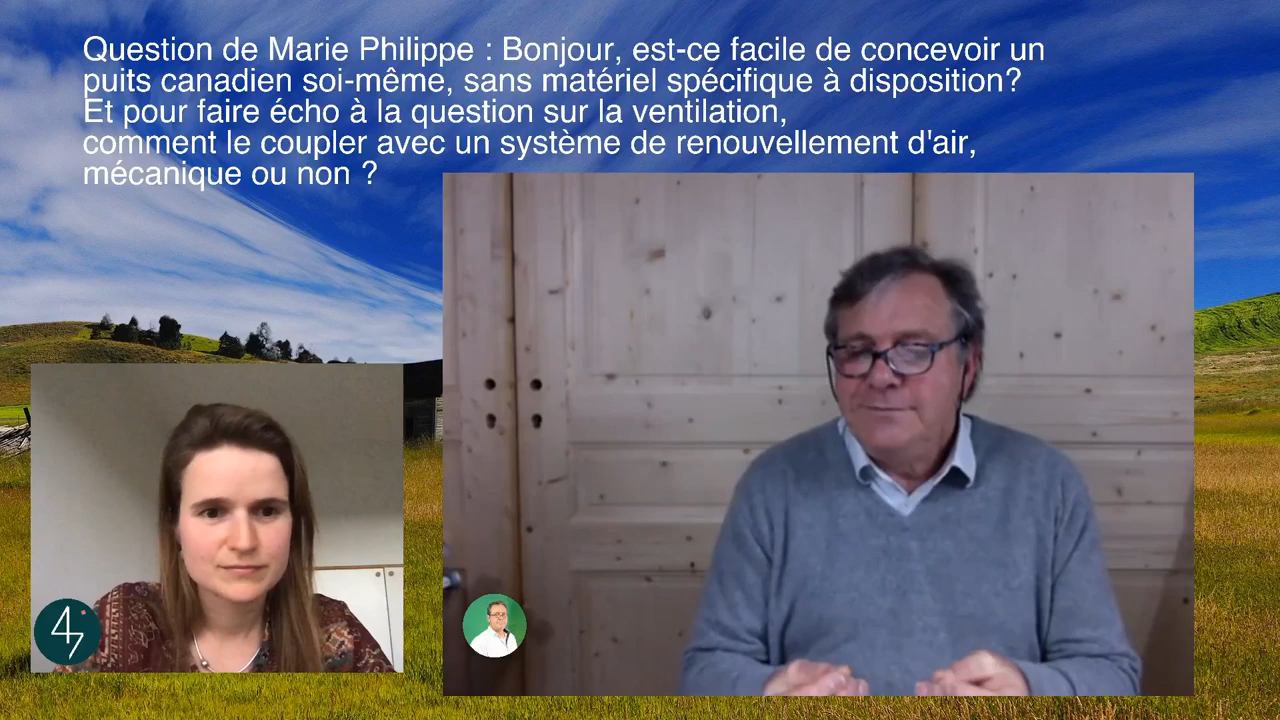 Question de Marie Philippe : Bonjour, est-ce facile de concevoir un
puits canadien soi-même, sans matériel spécifique à disposition?
Et pour faire écho à la question sur la ventilation,
comment le coupler avec un système de renouvellement d'air,
mécanique ou non ?
47